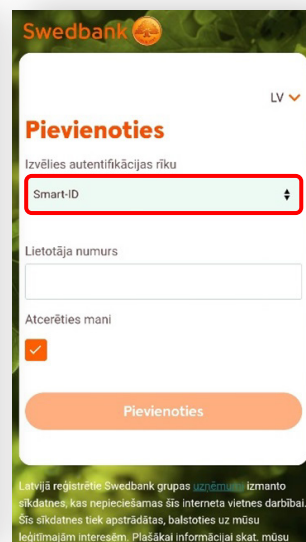 Swedbank
LV
Pievienoties
Izvēlies autentifikācijas rīku
Smart-ID
Lietotāja numurs
Atcerēties mani
Pievienoties
Latvijā reģistrētie Swedbank grupas uzņēmumi izmanto
sīkdatnes, kas nepieciešamas šīs interneta vietnes darbībai.
Šīs sīkdatnes tiek apstrādātas, balstoties uz mūsu
leģitīmajām interesēm. Plašākai informācijai skat. mūsu